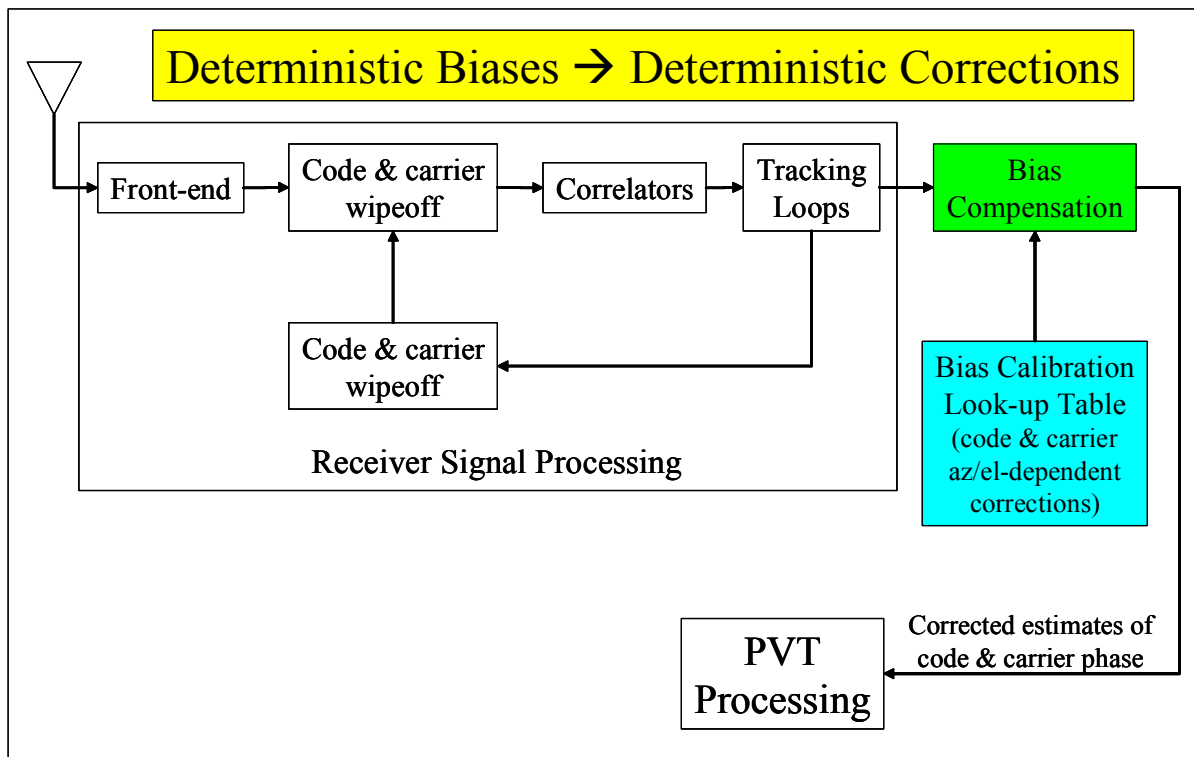 Deterministic Biases → Deterministic Corrections
Front-end
Code & carrier
wipeoff
Correlators
Tracking
Loops
Bias
Compensation
Code & carrier
wipeoff
Receiver Signal Processing
Bias Calibration
Look-up Table
(code & carrier
az/el-dependent
corrections)
Corrected estimates of
code & carrier phase
PVT
Processing